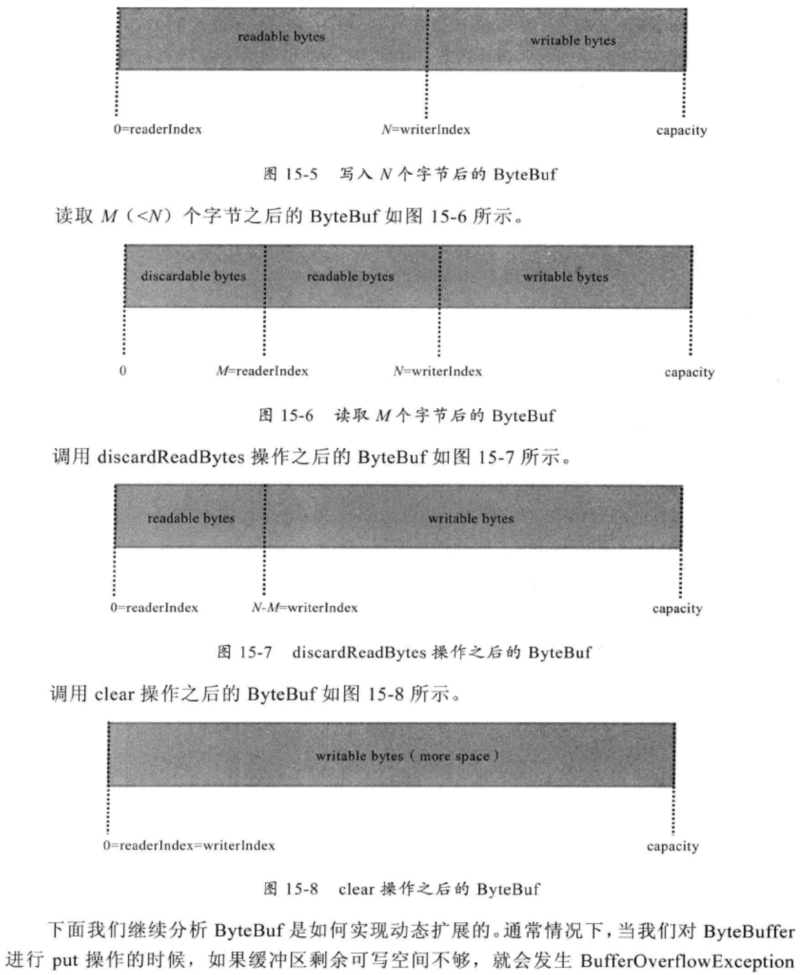 readable bytes writable bytes
0=readerIndex N=writerIndex capacity
图 15-5 写入 N 个字节后的 ByteBuf
读取 M（<N）个字节之后的 ByteBuf 如图 15-6 所示。
discardable bytes readable bytes writable bytes
0 M=readerIndex N=writerIndex capacity
图 15-6 读取 M 个字节后的 ByteBuf
调用 discardReadBytes 操作之后的 ByteBuf 如图 15-7 所示。
readable bytes writable bytes
0=readerIndex N-M=writerIndex capacity
图 15-7 discardReadBytes 操作之后的 ByteBuf
调用 clear 操作之后的 ByteBuf 如图 15-8 所示。
writable bytes（more space）
0=readerIndex=writerIndex capacity
图 15-8 clear 操作之后的 ByteBuf
下面我们继续分析 ByteBuf 是如何实现动态扩展的。通常情况下，当我们对 ByteBuffer
进行 put 操作的时候，如果缓冲区剩余可写空间不够，就会发生 BufferOverflowException